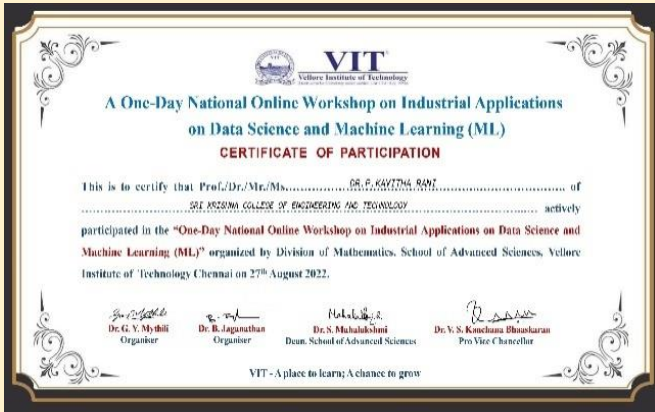 VIT
Vellore Institute of Technology
A One-Day National Online Workshop on Industrial Applications
on Data Science and Machine Learning (ML)
CERTIFICATE OF PARTICIPATION
This is to certify that Prof./Dr./Mr./Ms..............DR.P.KAVITHA RANI.............. of
..............SRI KRISHNA COLLEGE OF ENGINEERING AND TECHNOLOGY.............. actively
participated in the “One-Day National Online Workshop on Industrial Applications on Data Science and
Machine Learning (ML)” organized by Division of Mathematics, School of Advanced Sciences, Vellore
Institute of Technology Chennai on 27th August 2022.
Dr. G. Y. Mythili Dr. B. Jaganathan Dr. S. Mahalakshmi Dr. V. S. Kanchana Bhaaskaran
Organiser Organiser Dean, School of Advanced Sciences Pro Vice Chancellor
VIT - A place to learn; A chance to grow